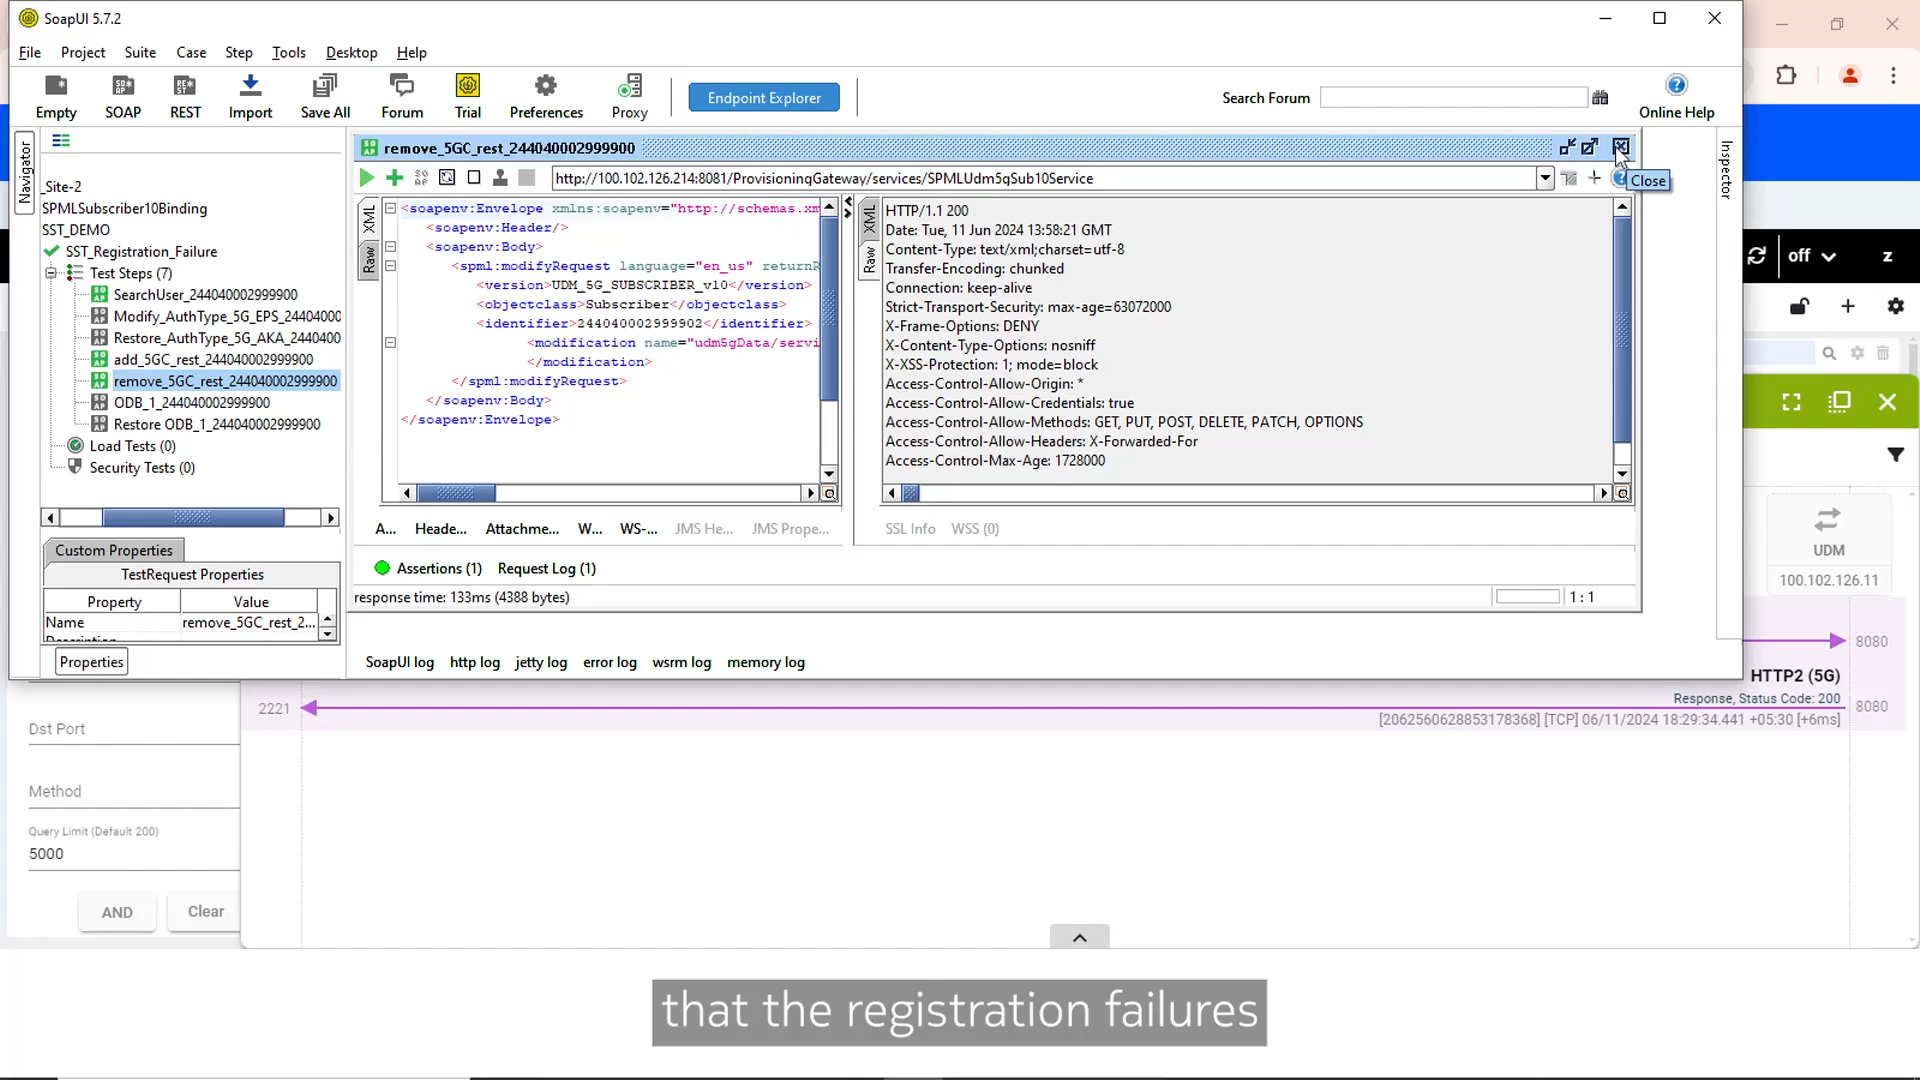 SoapUI 5.7.2
File Project Suite Case Step Tools Desktop Help
Empty SOAP REST Import Save All Forum Trial Preferences Proxy Endpoint Explorer Search Forum Online Help
Navigator
_Site-2
SPMLSubscriber10Binding
SST_DEMO
SST_Registration_Failure
Test Steps (7)
SearchUser_244040002999900
Modify_AuthType_5G_EPS_24404000
Restore_AuthType_5G_AKA_244040
add_5GC_rest_244040002999900
remove_5GC_rest_244040002999900
ODB_1_244040002999900
Restore ODB_1_244040002999900
Load Tests (0)
Security Tests (0)
Custom Properties
TestRequest Properties
Property Value
Name remove_5GC_rest_2...
Properties
remove_5GC_rest_244040002999900
http://100.102.126.214:8081/ProvisioningGateway/services/SPMLUdm5gSub10Service
Close
XML
Raw
<soapenv:Envelope xmlns:soapenv="http://schemas.xm
<soapenv:Header/>
<soapenv:Body>
<spml:modifyRequest language="en_us" returnR
<version>UDM_5G_SUBSCRIBER_v10</version>
<objectclass>Subscriber</objectclass>
<identifier>244040002999902</identifier>
<modification name="udm5gData/servi
</modification>
</spml:modifyRequest>
</soapenv:Body>
</soapenv:Envelope>
XML
Raw
HTTP/1.1 200
Date: Tue, 11 Jun 2024 13:58:21 GMT
Content-Type: text/xml;charset=utf-8
Transfer-Encoding: chunked
Connection: keep-alive
Strict-Transport-Security: max-age=63072000
X-Frame-Options: DENY
X-Content-Type-Options: nosniff
X-XSS-Protection: 1; mode=block
Access-Control-Allow-Origin: *
Access-Control-Allow-Credentials: true
Access-Control-Allow-Methods: GET, PUT, POST, DELETE, PATCH, OPTIONS
Access-Control-Allow-Headers: X-Forwarded-For
Access-Control-Max-Age: 1728000
A... Heade... Attachme... W... WS-... JMS He... JMS Prope...
SSL Info WSS (0)
Assertions (1) Request Log (1)
response time: 133ms (4388 bytes)
1 : 1
SoapUI log http log jetty log error log wsrm log memory log
Inspector
off
z
UDM
100.102.126.11
8080
HTTP2 (5G)
Response, Status Code: 200
2221
8080
[2062560628853178368] [TCP] 06/11/2024 18:29:34.441 +05:30 [+6ms]
Dst Port
Method
Query Limit (Default 200)
5000
AND Clear
that the registration failures